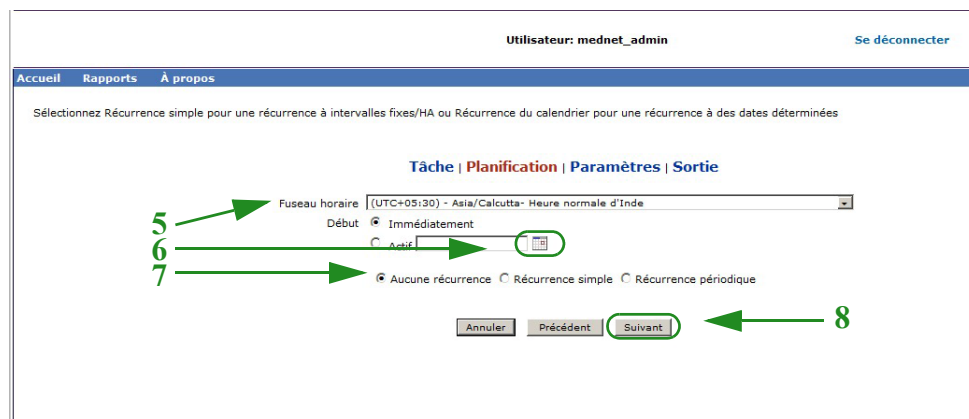 Utilisateur: mednet_admin Se déconnecter
Accueil Rapports À propos
Sélectionnez Récurrence simple pour une récurrence à intervalles fixes/HA ou Récurrence du calendrier pour une récurrence à des dates déterminées
Tâche | Planification | Paramètres | Sortie
Fuseau horaire (UTC+05:30) - Asia/Calcutta- Heure normale d'Inde
5 Début Immédiatement
6 Actif
7 Aucune récurrence Récurrence simple Récurrence périodique
Annuler Précédent Suivant 8